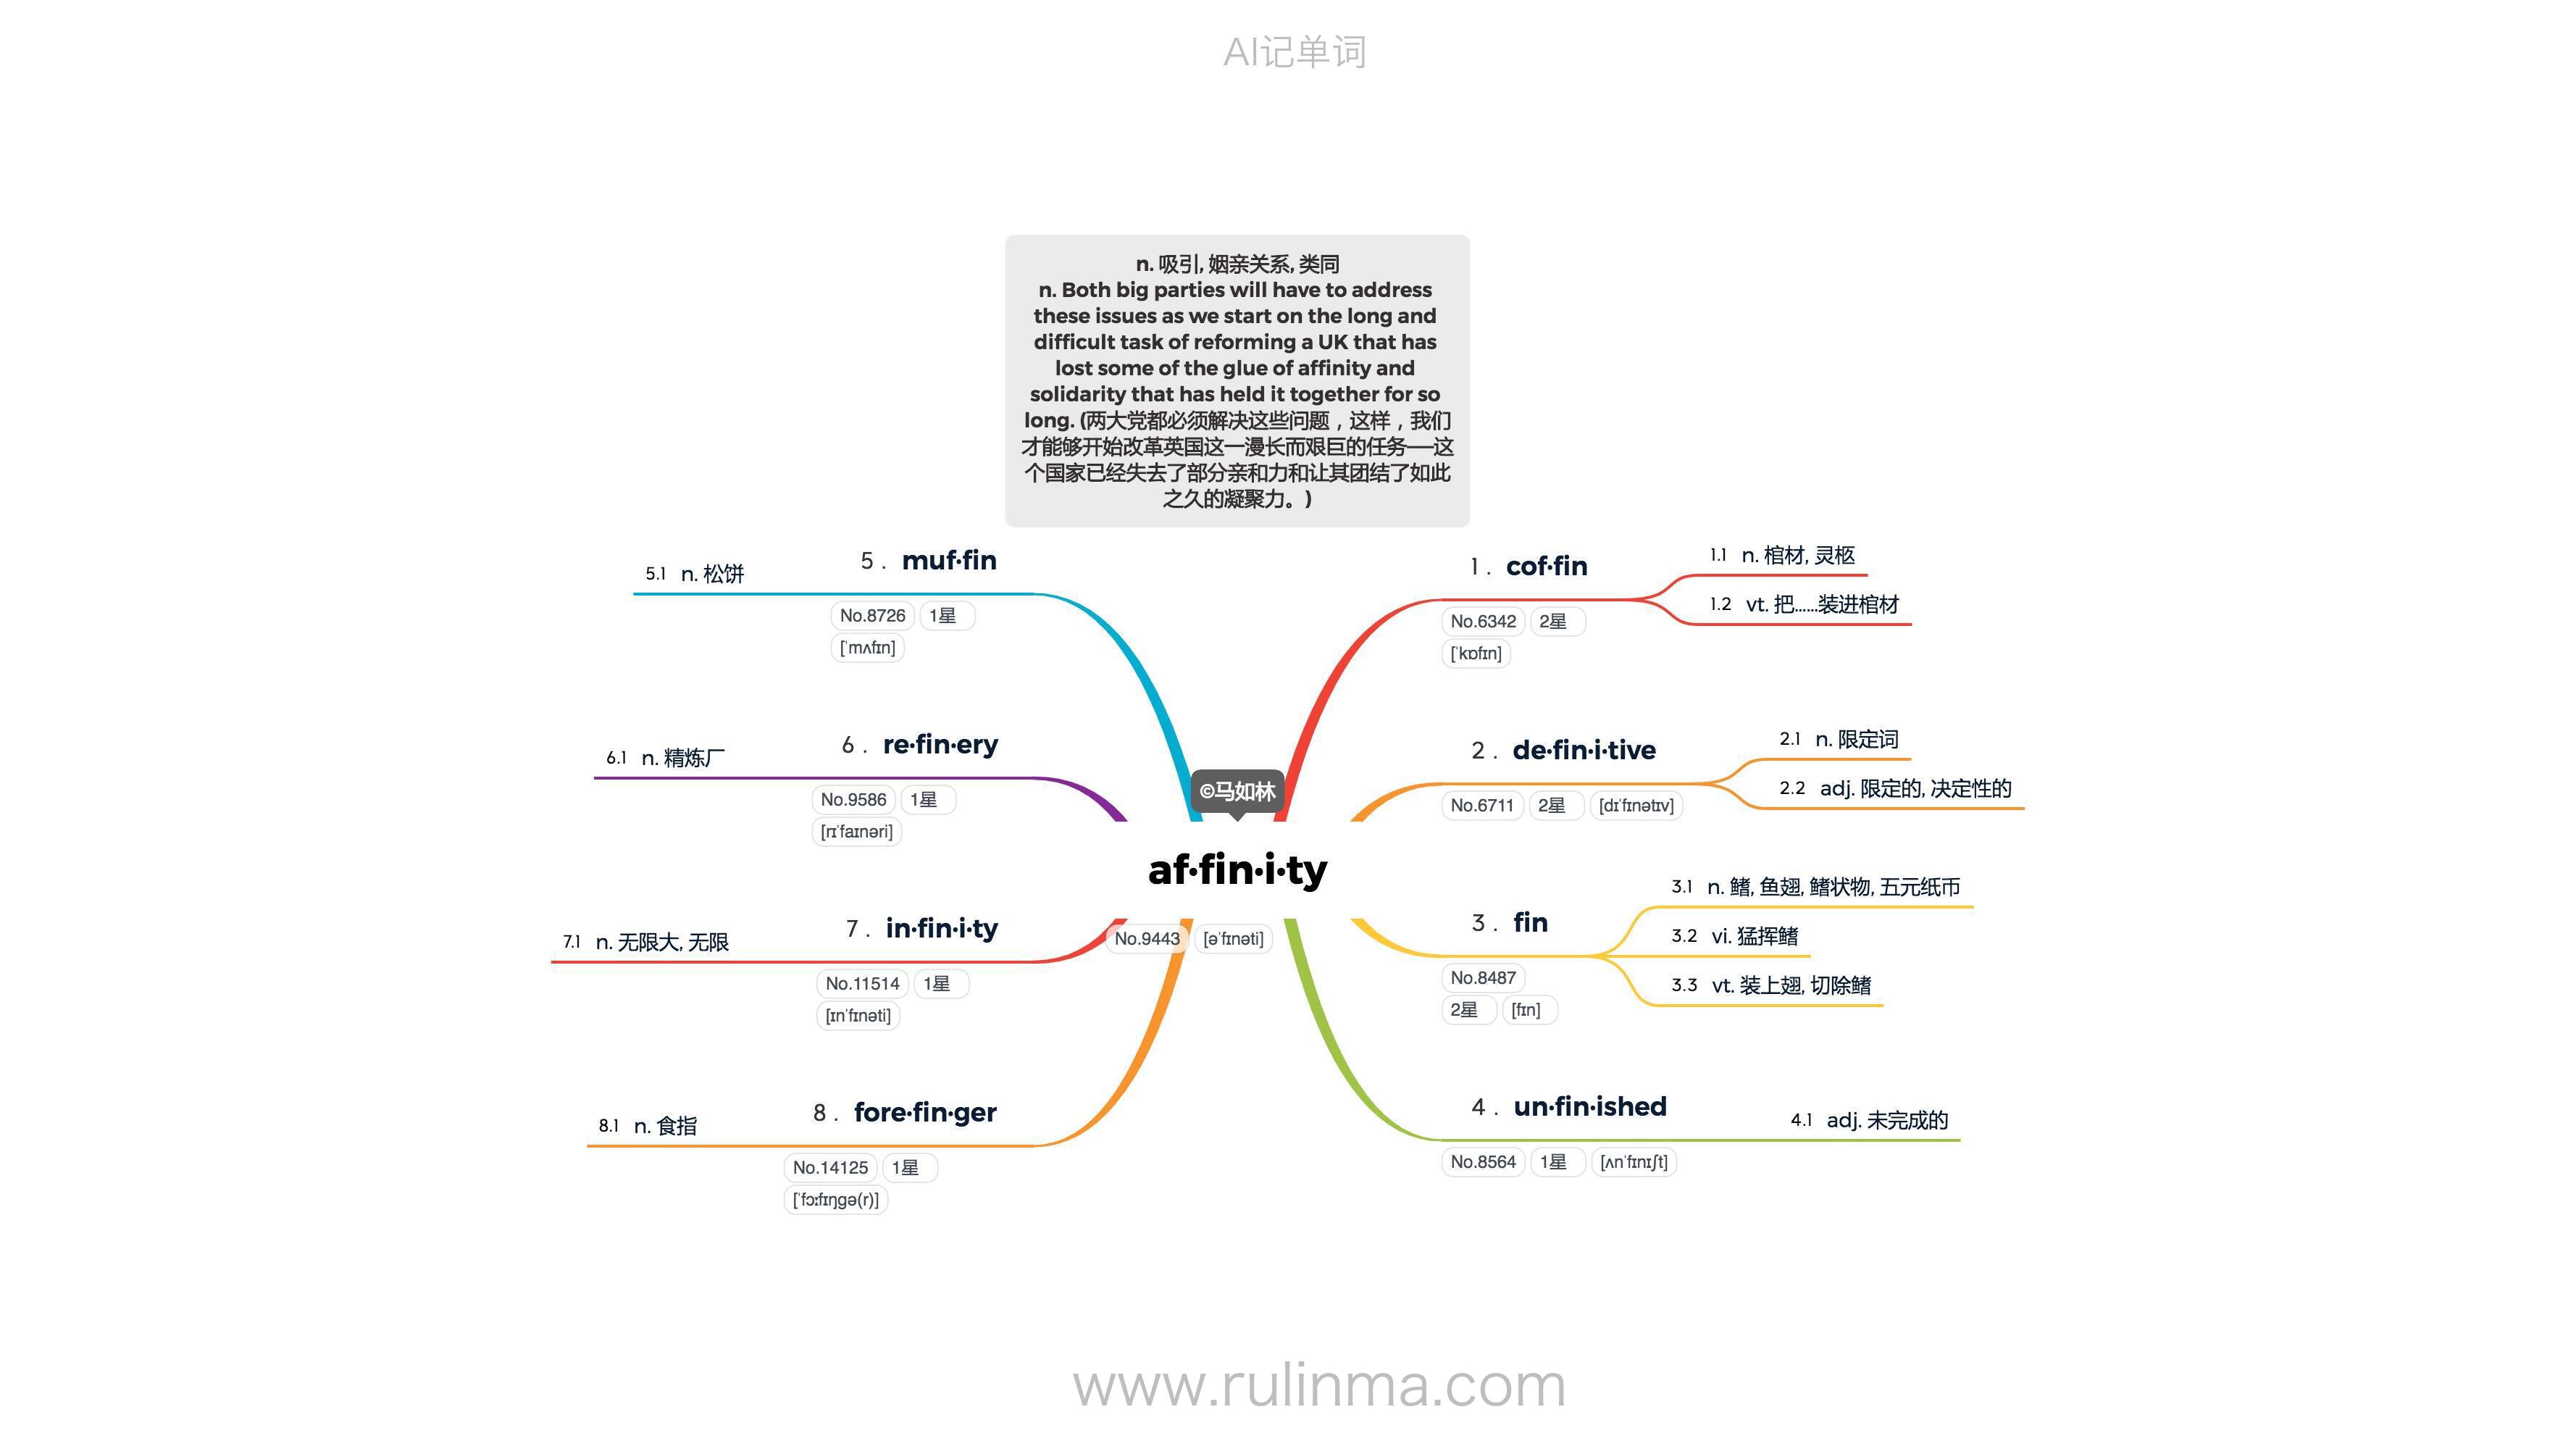 AI记单词
n. 吸引, 姻亲关系, 类同
n. Both big parties will have to address
these issues as we start on the long and
difficult task of reforming a UK that has
lost some of the glue of affinity and
solidarity that has held it together for so
long. (两大党都必须解决这些问题，这样，我们
才能够开始改革英国这一漫长而艰巨的任务──这
个国家已经失去了部分亲和力和让其团结了如此
之久的凝聚力。)
©马如林
af·fin·i·ty
No.9443 [əˈfɪnəti]
1. cof·fin
No.6342 2星
[ˈkɒfɪn]
1.1 n. 棺材, 灵柩
1.2 vt. 把……装进棺材
2. de·fin·i·tive
No.6711 2星 [dɪˈfɪnətɪv]
2.1 n. 限定词
2.2 adj. 限定的, 决定性的
3. fin
No.8487
2星 [fɪn]
3.1 n. 鳍, 鱼翅, 鳍状物, 五元纸币
3.2 vi. 猛挥鳍
3.3 vt. 装上翅, 切除鳍
4. un·fin·ished
No.8564 1星 [ʌnˈfɪnɪʃt]
4.1 adj. 未完成的
5. muf·fin
No.8726 1星
[ˈmʌfɪn]
5.1 n. 松饼
6. re·fin·ery
No.9586 1星
[rɪˈfaɪnəri]
6.1 n. 精炼厂
7. in·fin·i·ty
No.11514 1星
[ɪnˈfɪnəti]
7.1 n. 无限大, 无限
8. fore·fin·ger
No.14125 1星
[ˈfɔːfɪŋgə(r)]
8.1 n. 食指
www.rulinma.com